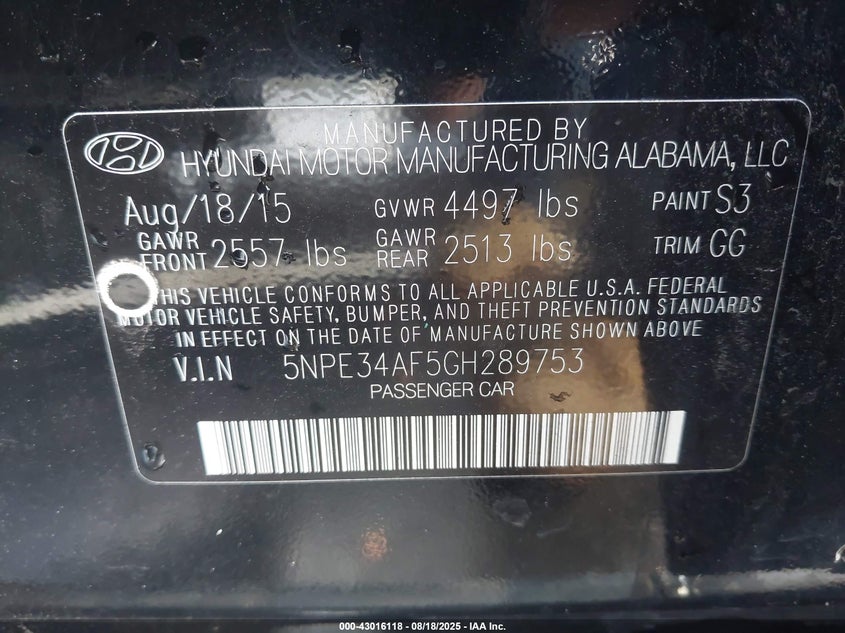 MANUFACTURED BY
HYUNDAI MOTOR MANUFACTURING ALABAMA, LLC
Aug/18/15 GVWR 4497 lbs PAINT S3
GAWR FRONT 2557 lbs GAWR REAR 2513 lbs TRIM GG
THIS VEHICLE CONFORMS TO ALL APPLICABLE U.S.A. FEDERAL
MOTOR VEHICLE SAFETY, BUMPER, AND THEFT PREVENTION STANDARDS
IN EFFECT ON THE DATE OF MANUFACTURE SHOWN ABOVE
V.I.N 5NPE34AF5GH289753
PASSENGER CAR
000-43016118 - 08/18/2025 - IAA Inc.